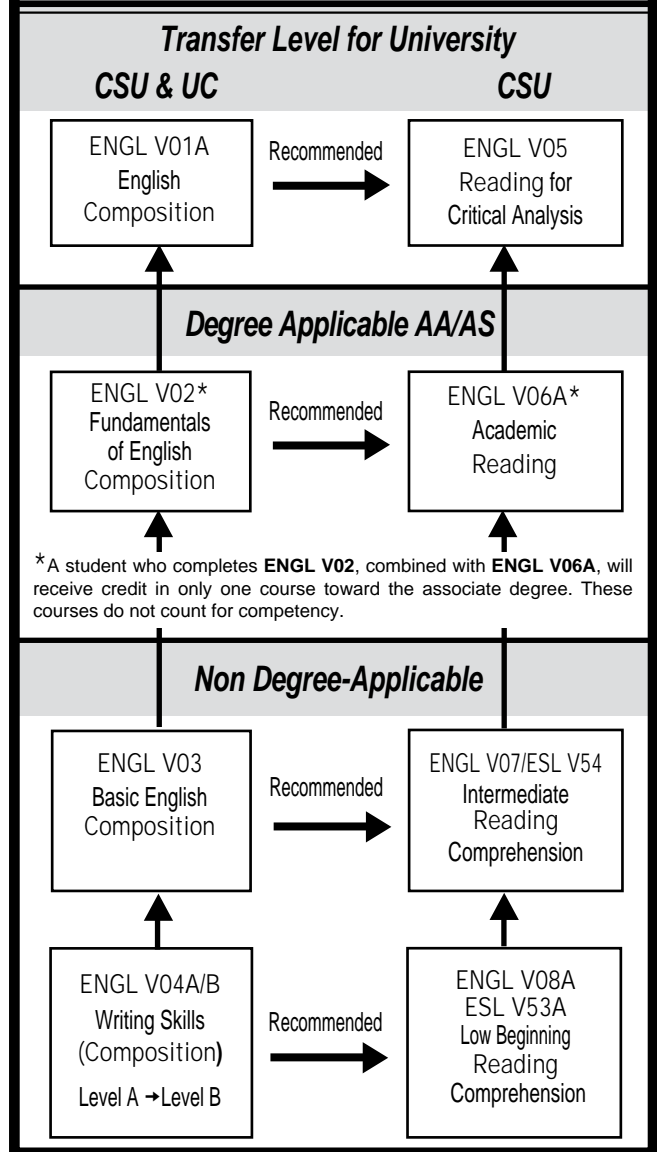 Transfer Level for University
CSU & UC
CSU
ENGL V01A
English
Composition
Recommended
ENGL V05
Reading for
Critical Analysis
Degree Applicable AA/AS
ENGL V02*
Fundamentals
of English
Composition
Recommended
ENGL V06A*
Academic
Reading
*A student who completes ENGL V02, combined with ENGL V06A, will
receive credit in only one course toward the associate degree. These
courses do not count for competency.
Non Degree-Applicable
ENGL V03
Basic English
Composition
Recommended
ENGL V07/ESL V54
Intermediate
Reading
Comprehension
ENGL V04A/B
Writing Skills
(Composition)
Level A →Level B
Recommended
ENGL V08A
ESL V53A
Low Beginning
Reading
Comprehension